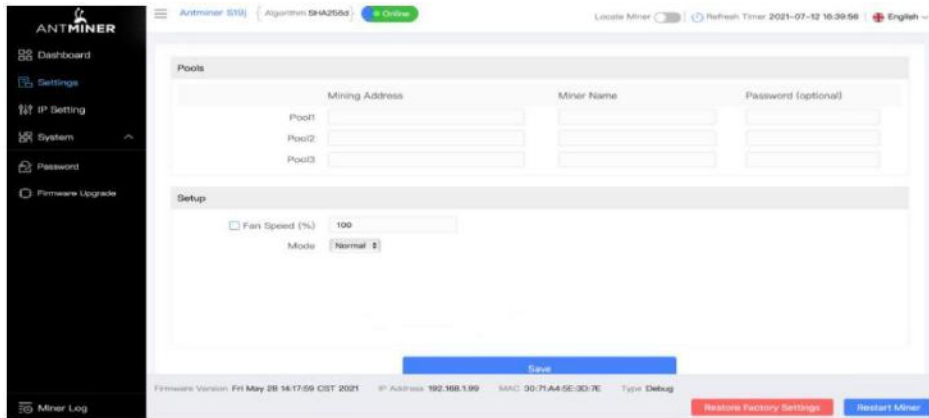 ANTMINER
Antminer S19j
Algorithm SHA256d
Online
Locate Miner
Refresh Timer 2021-07-12 16:39:56
English
Dashboard
Settings
IP Setting
System
Password
Firmware Upgrade
Pools
Mining Address Miner Name Password (optional)
Pool1
Pool2
Pool3
Setup
Fan Speed (%) 100
Mode Normal
Save
Firmware Version Fri May 28 14:17:59 CST 2021 IP Address 192.168.1.99 MAC 30:71:A4:5E:3D:7E Type Debug
Miner Log
Restore Factory Settings
Restart Miner